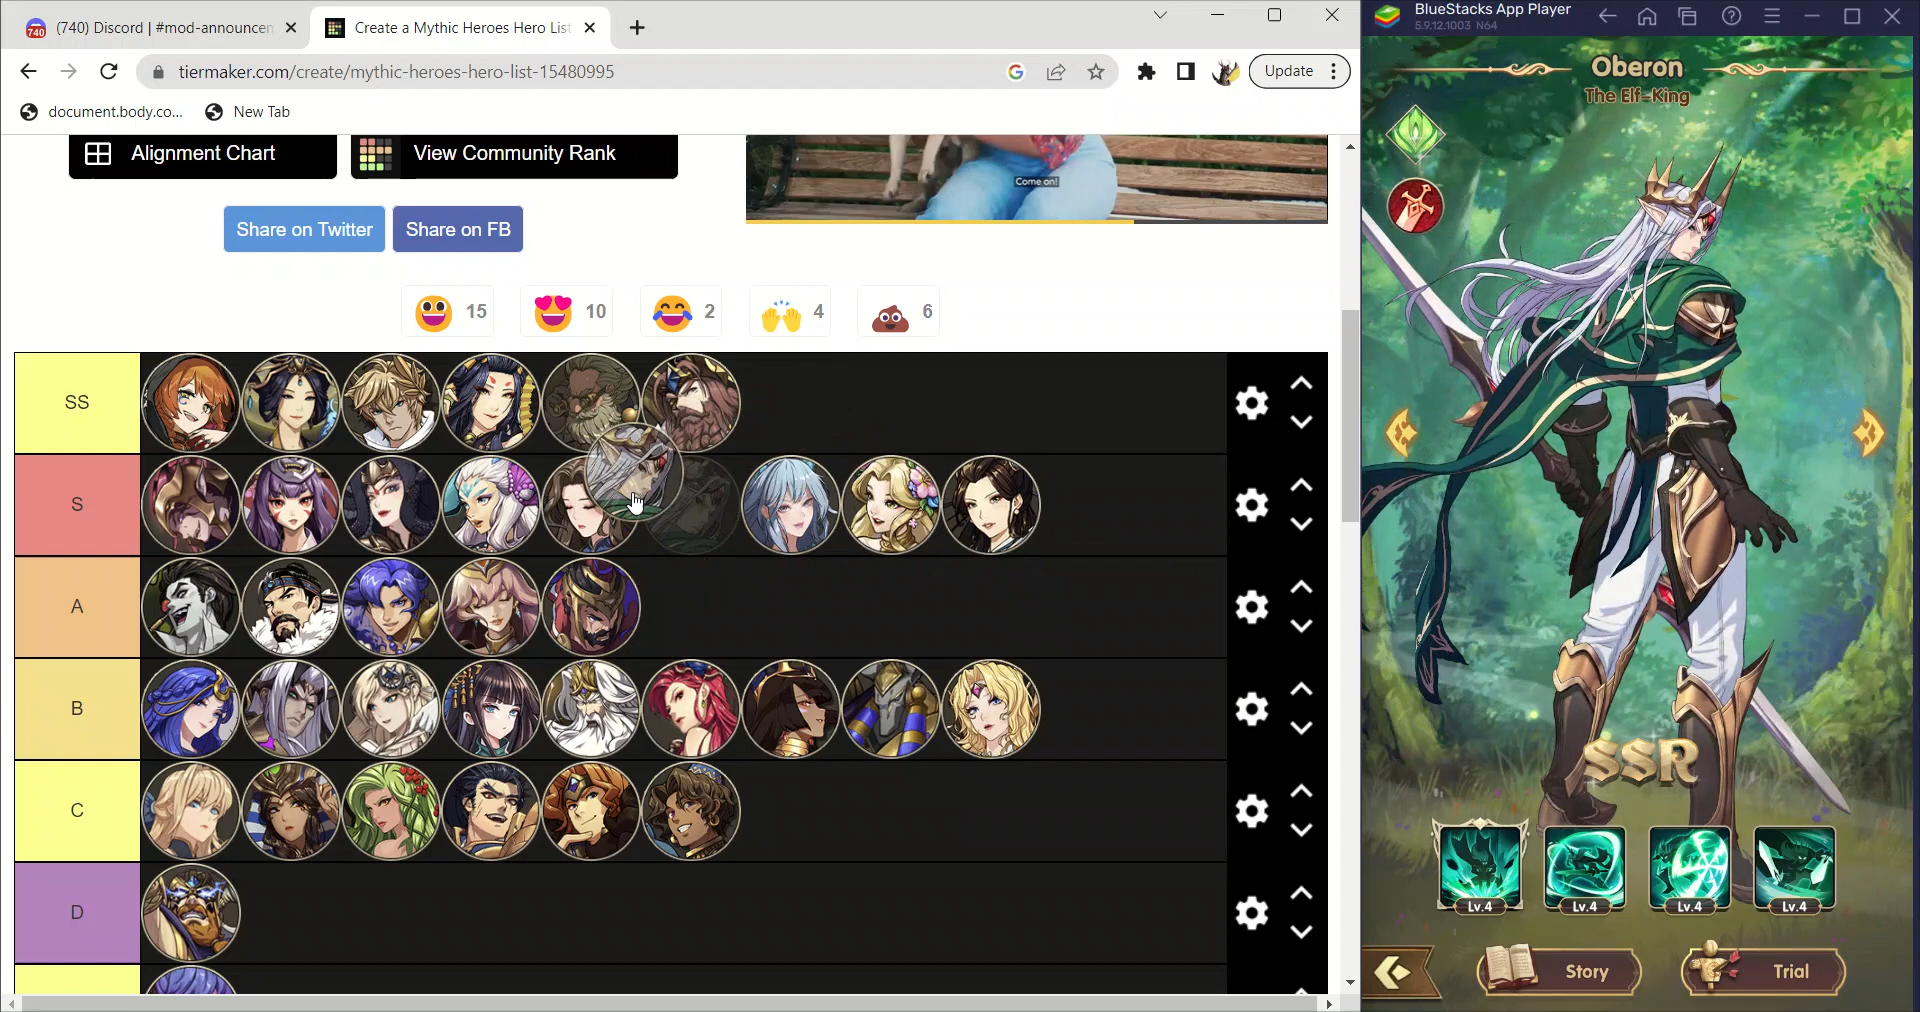 (740) Discord | #mod-announcen
Create a Mythic Heroes Hero List
740
tiermaker.com/create/mythic-heroes-hero-list-15480995
Update
document.body.co...
New Tab
Alignment Chart
View Community Rank
Come on!
Share on Twitter
Share on FB
15
10
2
4
6
SS
S
A
B
C
D
BlueStacks App Player
5.9.12.1003 N64
Oberon
The Elf-King
SSR
Lv.4
Lv.4
Lv.4
Lv.4
Story
Trial